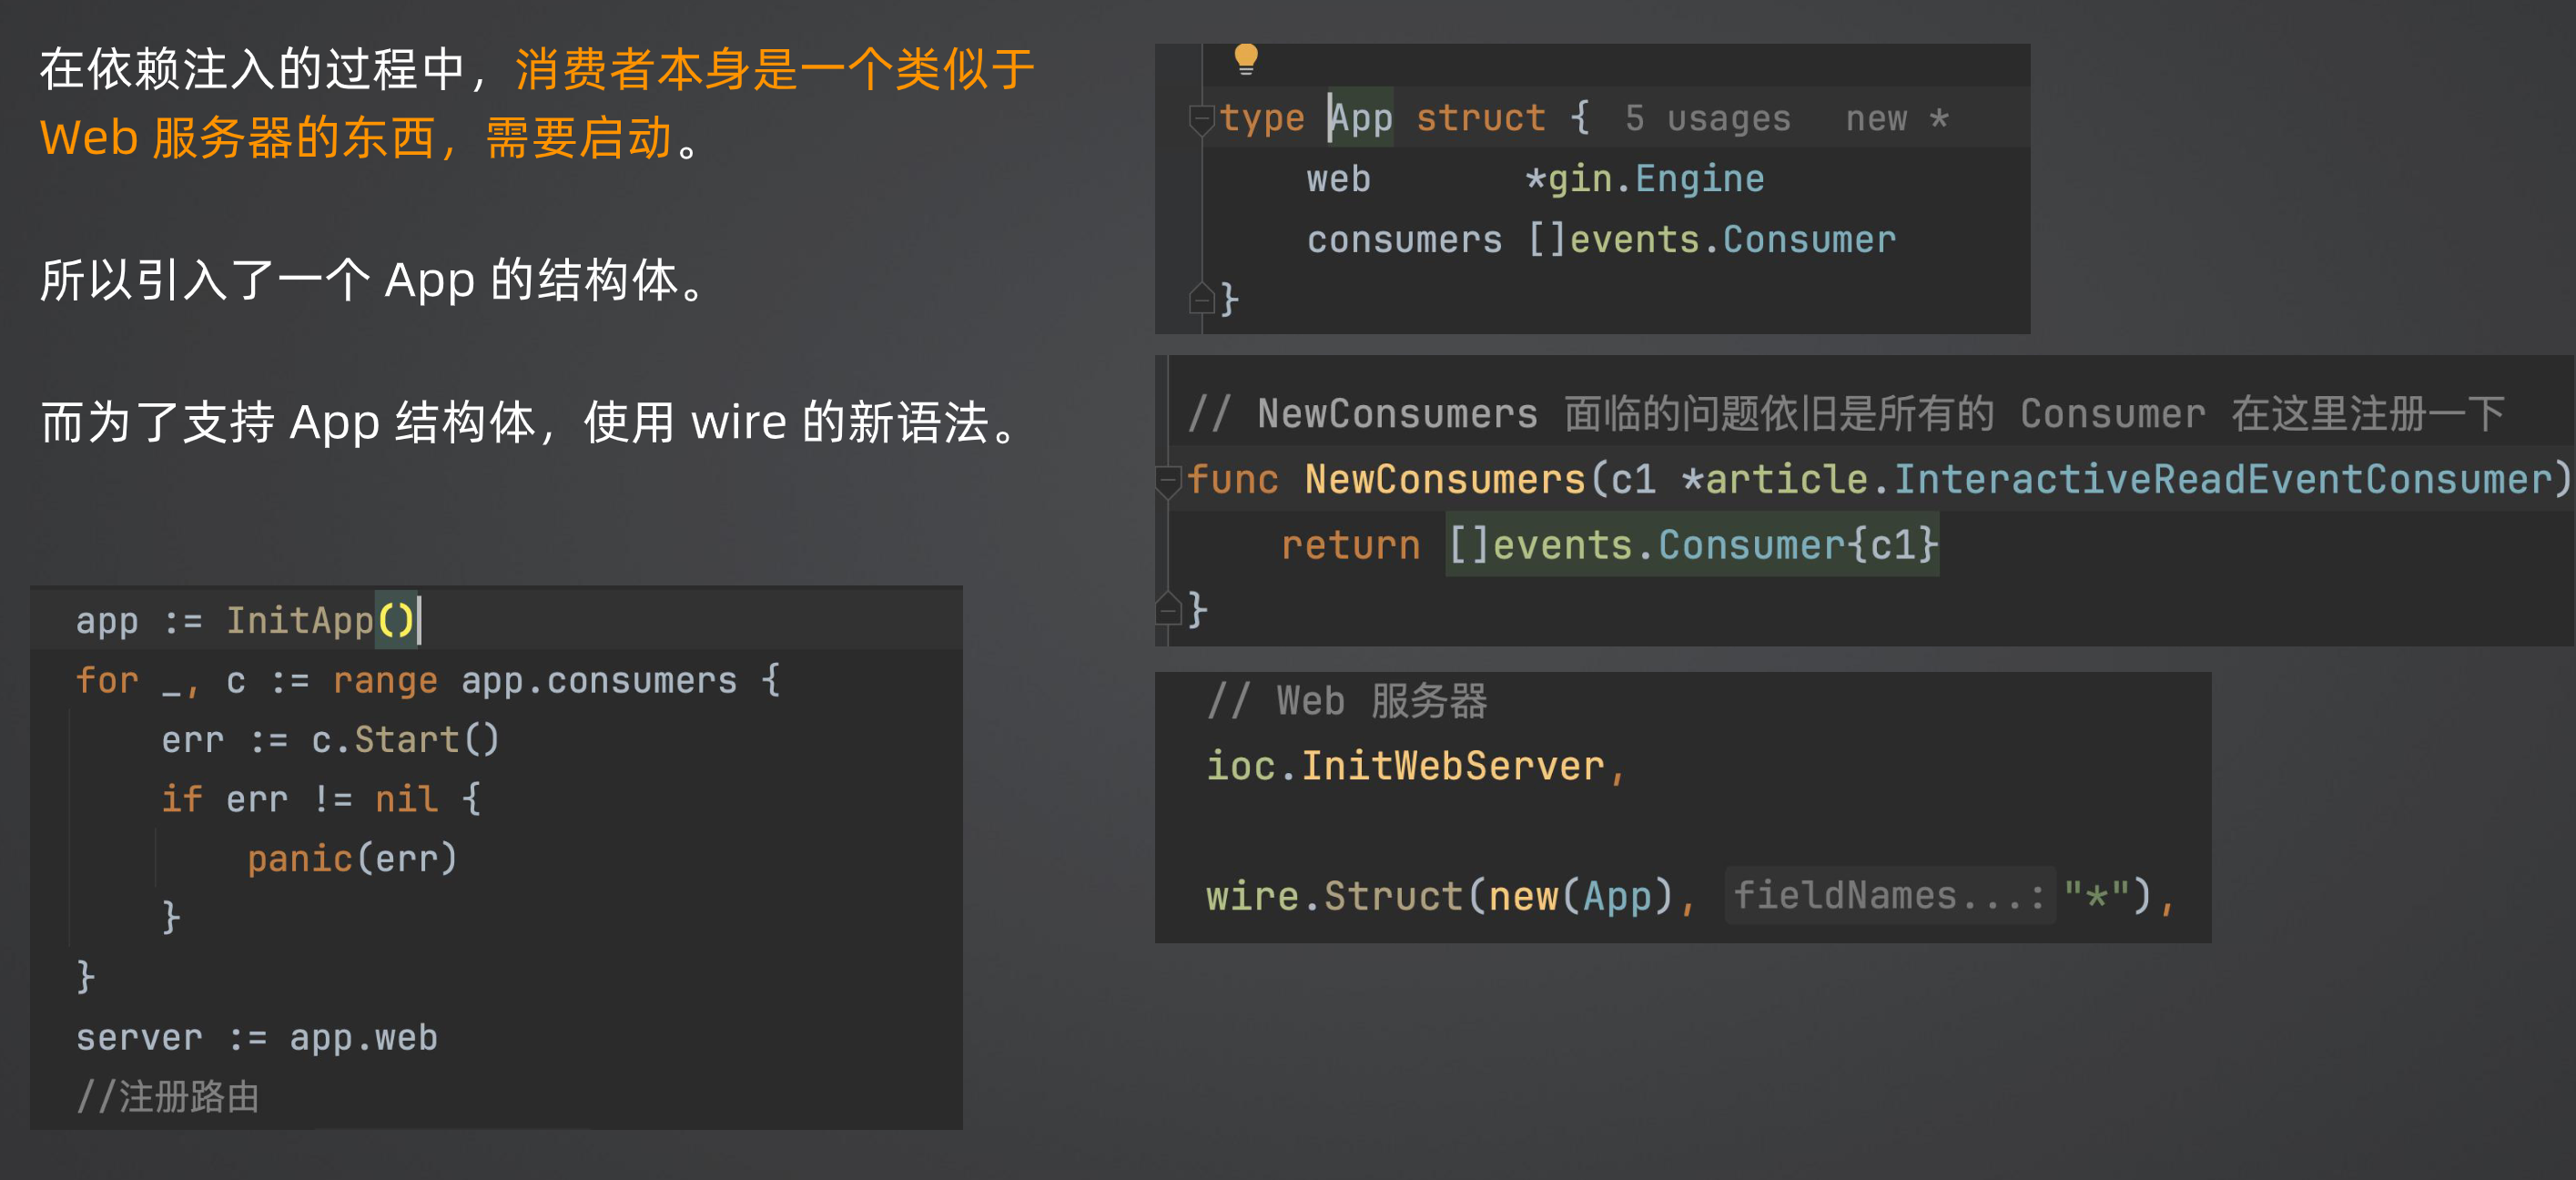 在依赖注入的过程中，消费者本身是一个类似于
Web 服务器的东西，需要启动。
所以引入了一个 App 的结构体。
而为了支持 App 结构体，使用 wire 的新语法。
app := InitApp()
for _, c := range app.consumers {
err := c.Start()
if err != nil {
panic(err)
}
}
server := app.web
//注册路由
type App struct { 5 usages new *
web *gin.Engine
consumers []events.Consumer
}
// NewConsumers 面临的问题依旧是所有的 Consumer 在这里注册一下
func NewConsumers(c1 *article.InteractiveReadEventConsumer)
return []events.Consumer{c1}
}
// Web 服务器
ioc.InitWebServer,
wire.Struct(new(App), fieldNames...: "*"),